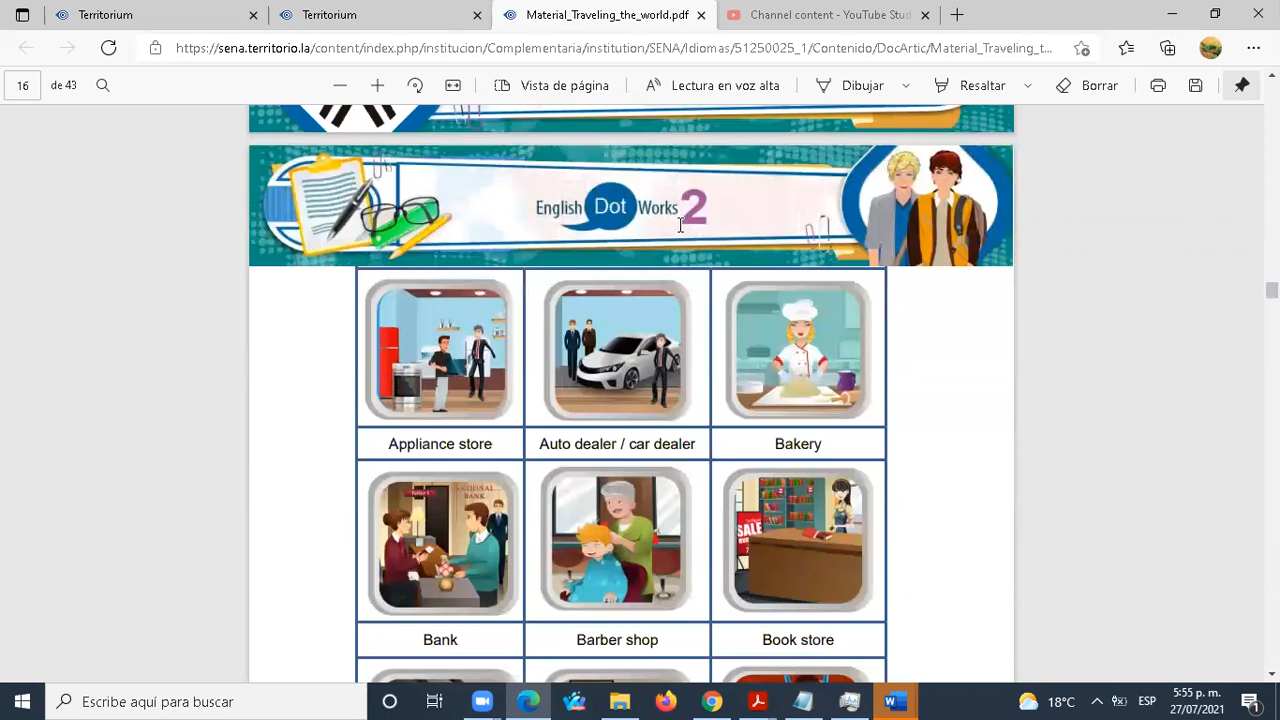 Territorium
Territorium
Material_Traveling_the_world.pdf
Channel content - YouTube Stud
https://sena.territorio.la/content/index.php/institucion/Complementaria/institution/SENA/Idiomas/51250025_1/Contenido/DocArtic/Material_Traveling_t...
16 de 43
Vista de página
Lectura en voz alta
Dibujar
Resaltar
Borrar
English Dot Works 2
Appliance store
Auto dealer / car dealer
Bakery
NATIONAL
BANK
SALE
Bank
Barber shop
Book store
Escribe aquí para buscar
18°C
ESP
5:55 p. m.
27/07/2021